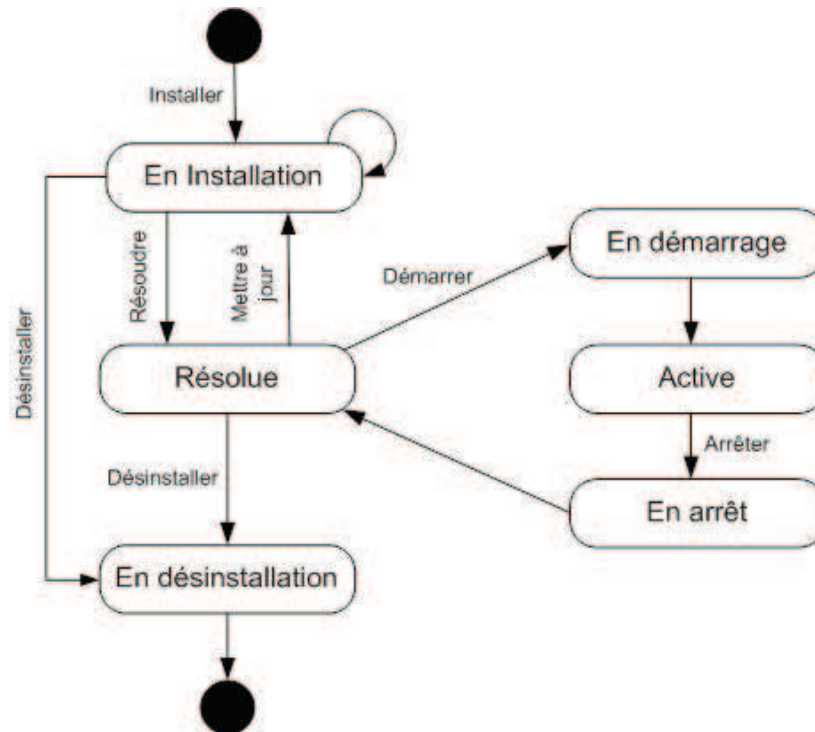 Installer
En Installation
Résoudre
Mettre à
jour
Démarrer
En démarrage
Désinstaller
Résolue
Active
Arrêter
Désinstaller
En arrêt
En désinstallation